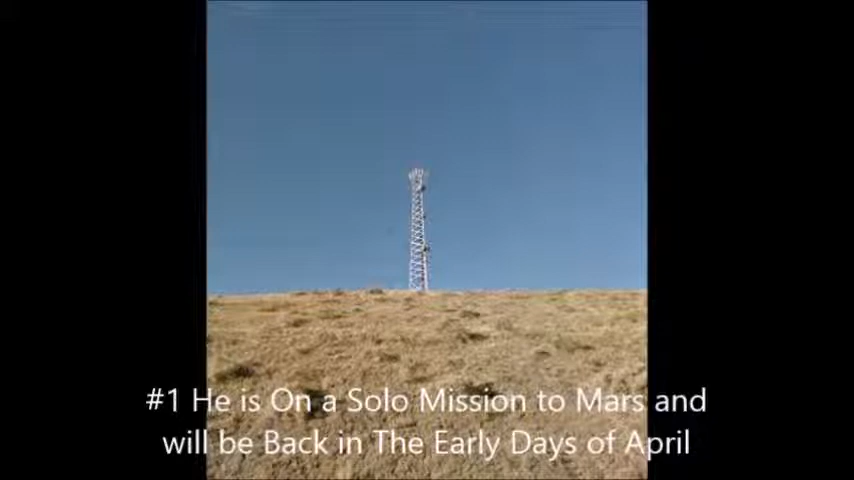 #1 He is On a Solo Mission to Mars and
will be Back in The Early Days of April